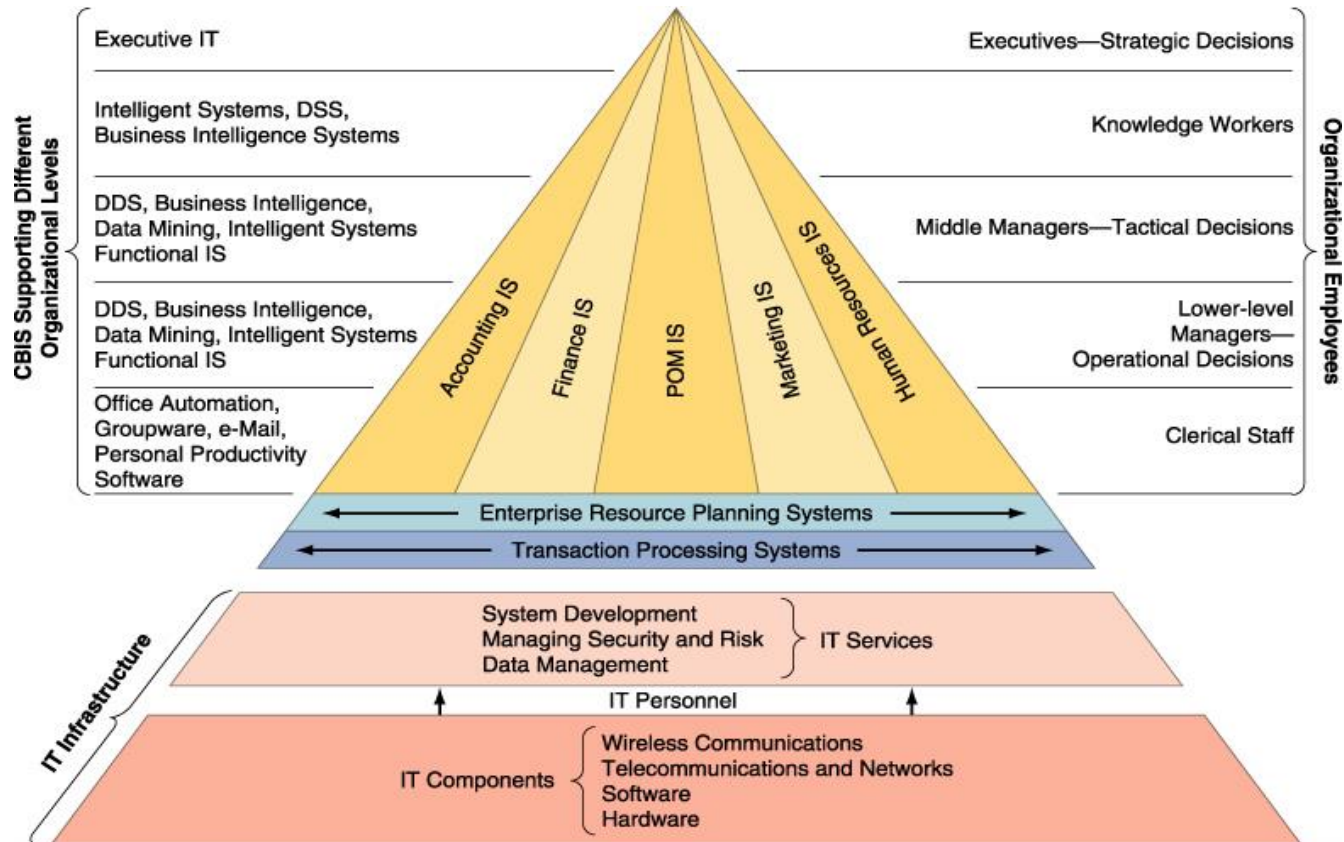 Executive IT
Executives—Strategic Decisions
Intelligent Systems, DSS,
Business Intelligence Systems
Knowledge Workers
CBIS Supporting Different
Organizational Levels
Organizational Employees
DDS, Business Intelligence,
Data Mining, Intelligent Systems
Functional IS
Middle Managers—Tactical Decisions
DDS, Business Intelligence,
Data Mining, Intelligent Systems
Functional IS
Lower-level
Managers—
Operational Decisions
Office Automation,
Groupware, e-Mail,
Personal Productivity
Software
Clerical Staff
Accounting IS
Finance IS
POM IS
Marketing IS
Human Resources IS
Enterprise Resource Planning Systems
Transaction Processing Systems
IT Infrastructure
System Development
Managing Security and Risk
Data Management
IT Services
IT Personnel
IT Components
Wireless Communications
Telecommunications and Networks
Software
Hardware